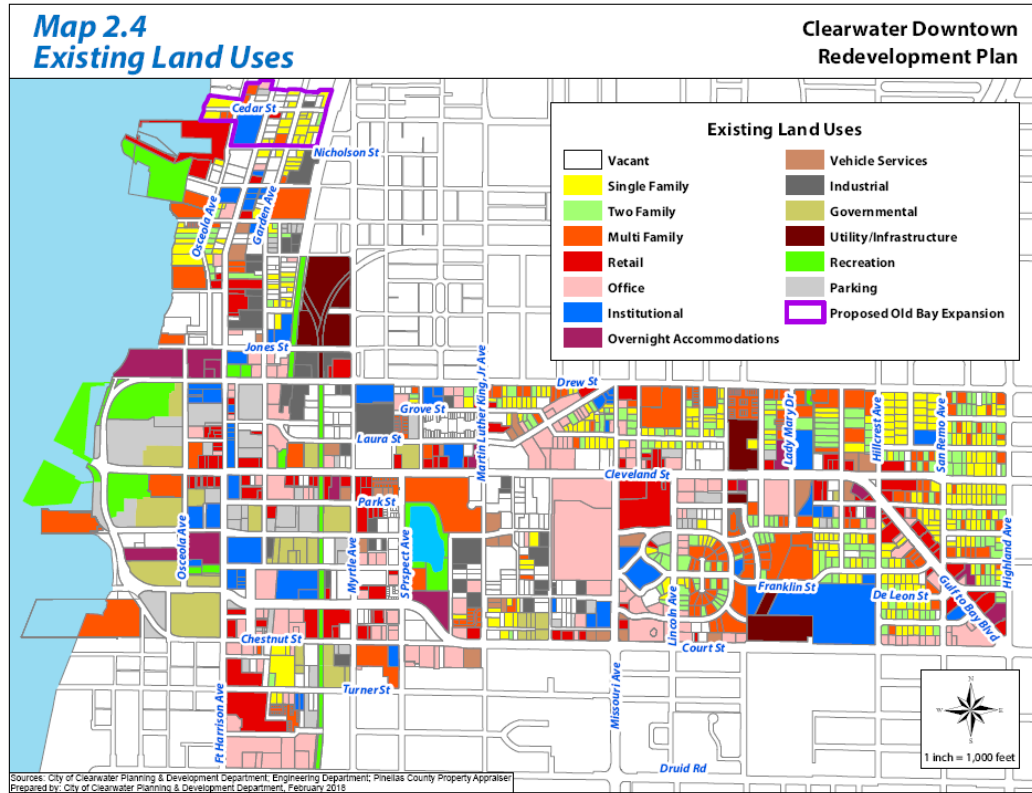 Map 2.4
Existing Land Uses
Clearwater Downtown
Redevelopment Plan
Existing Land Uses
Vacant
Single Family
Two Family
Multi Family
Retail
Office
Institutional
Overnight Accommodations
Vehicle Services
Industrial
Governmental
Utility/Infrastructure
Recreation
Parking
Proposed Old Bay Expansion
Cedar St
Nicholson St
Osceola Ave
Garden Ave
Jones St
Drew St
Grove St
Laura St
Martin Luther King, Jr Ave
Lady Mary Dr
Hillcrest Ave
San Remo Ave
Cleveland St
Park St
Osceola Ave
Myrtle Ave
S Prispect Ave
Franklin St
De Leon St
Highland Ave
Gulf to Bay Blvd
Lincoln Ave
Court St
Chestnut St
Turner St
Ft Harrison Ave
Missouri Ave
Druid Rd
N
W
E
S
1 inch = 1,000 feet
Sources: City of Clearwater Planning & Development Department; Engineering Department; Pinellas County Property Appraiser
Prepared by: City of Clearwater Planning & Development Department, February 2018